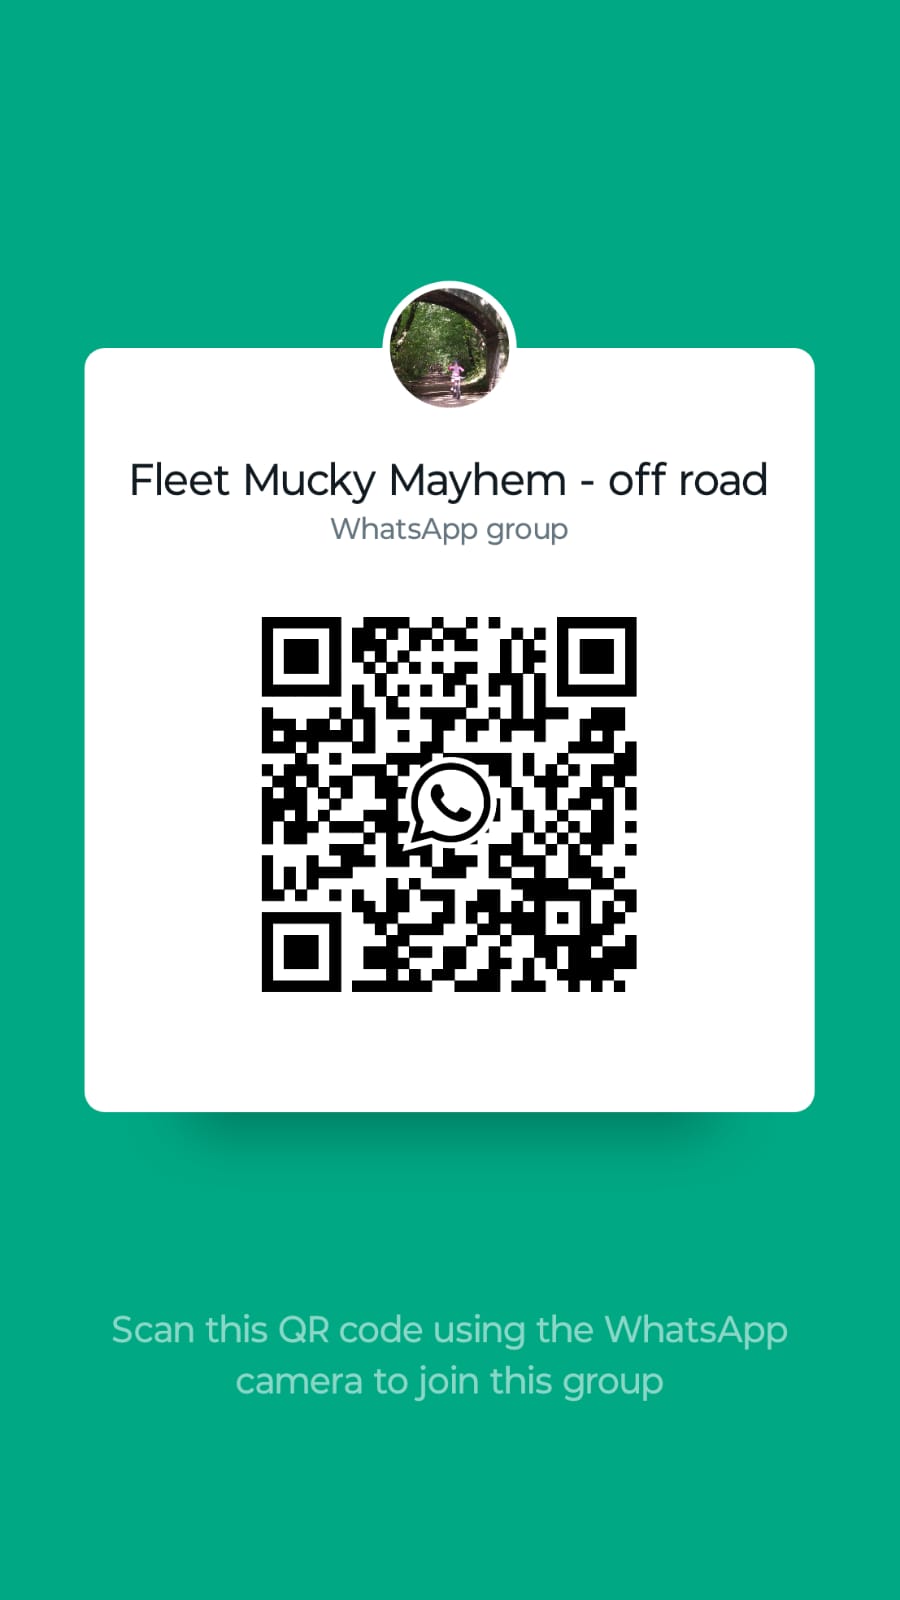 Fleet Mucky Mayhem - off road
WhatsApp group
Scan this QR code using the WhatsApp
camera to join this group